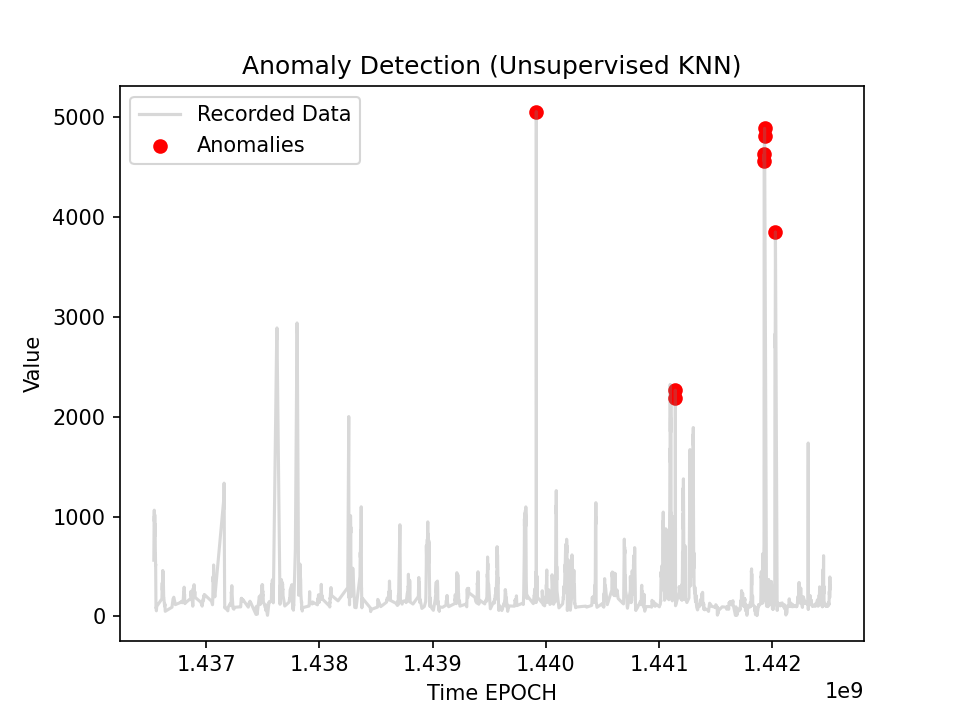 Anomaly Detection (Unsupervised KNN)
Recorded Data
Anomalies
5000
4000
3000
2000
1000
0
Value
1.437 1.438 1.439 1.440 1.441 1.442
Time EPOCH
1e9